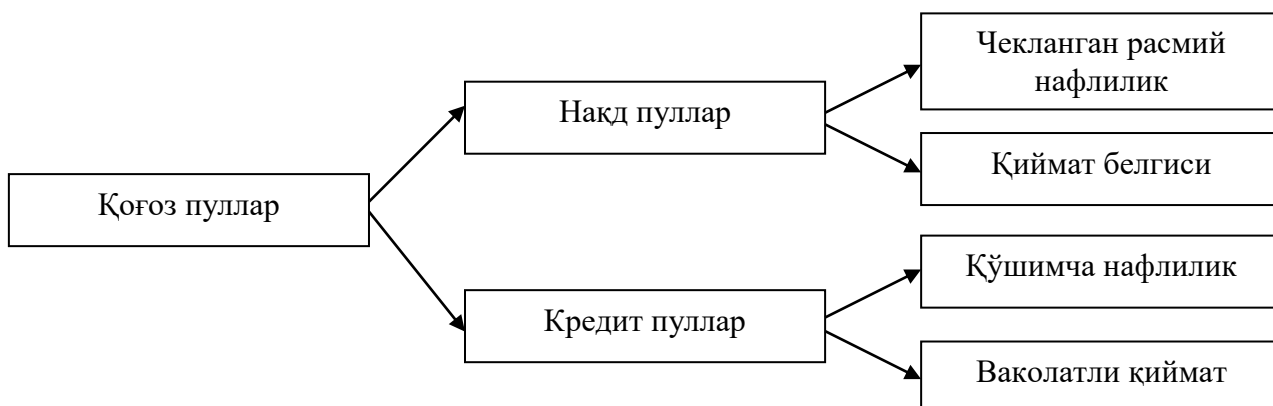 Қоғоз пуллар
Нақд пуллар
Чекланган расмий
нафлилик
Қиймат белгиси
Кредит пуллар
Қўшимча нафлилик
Ваколатли қиймат